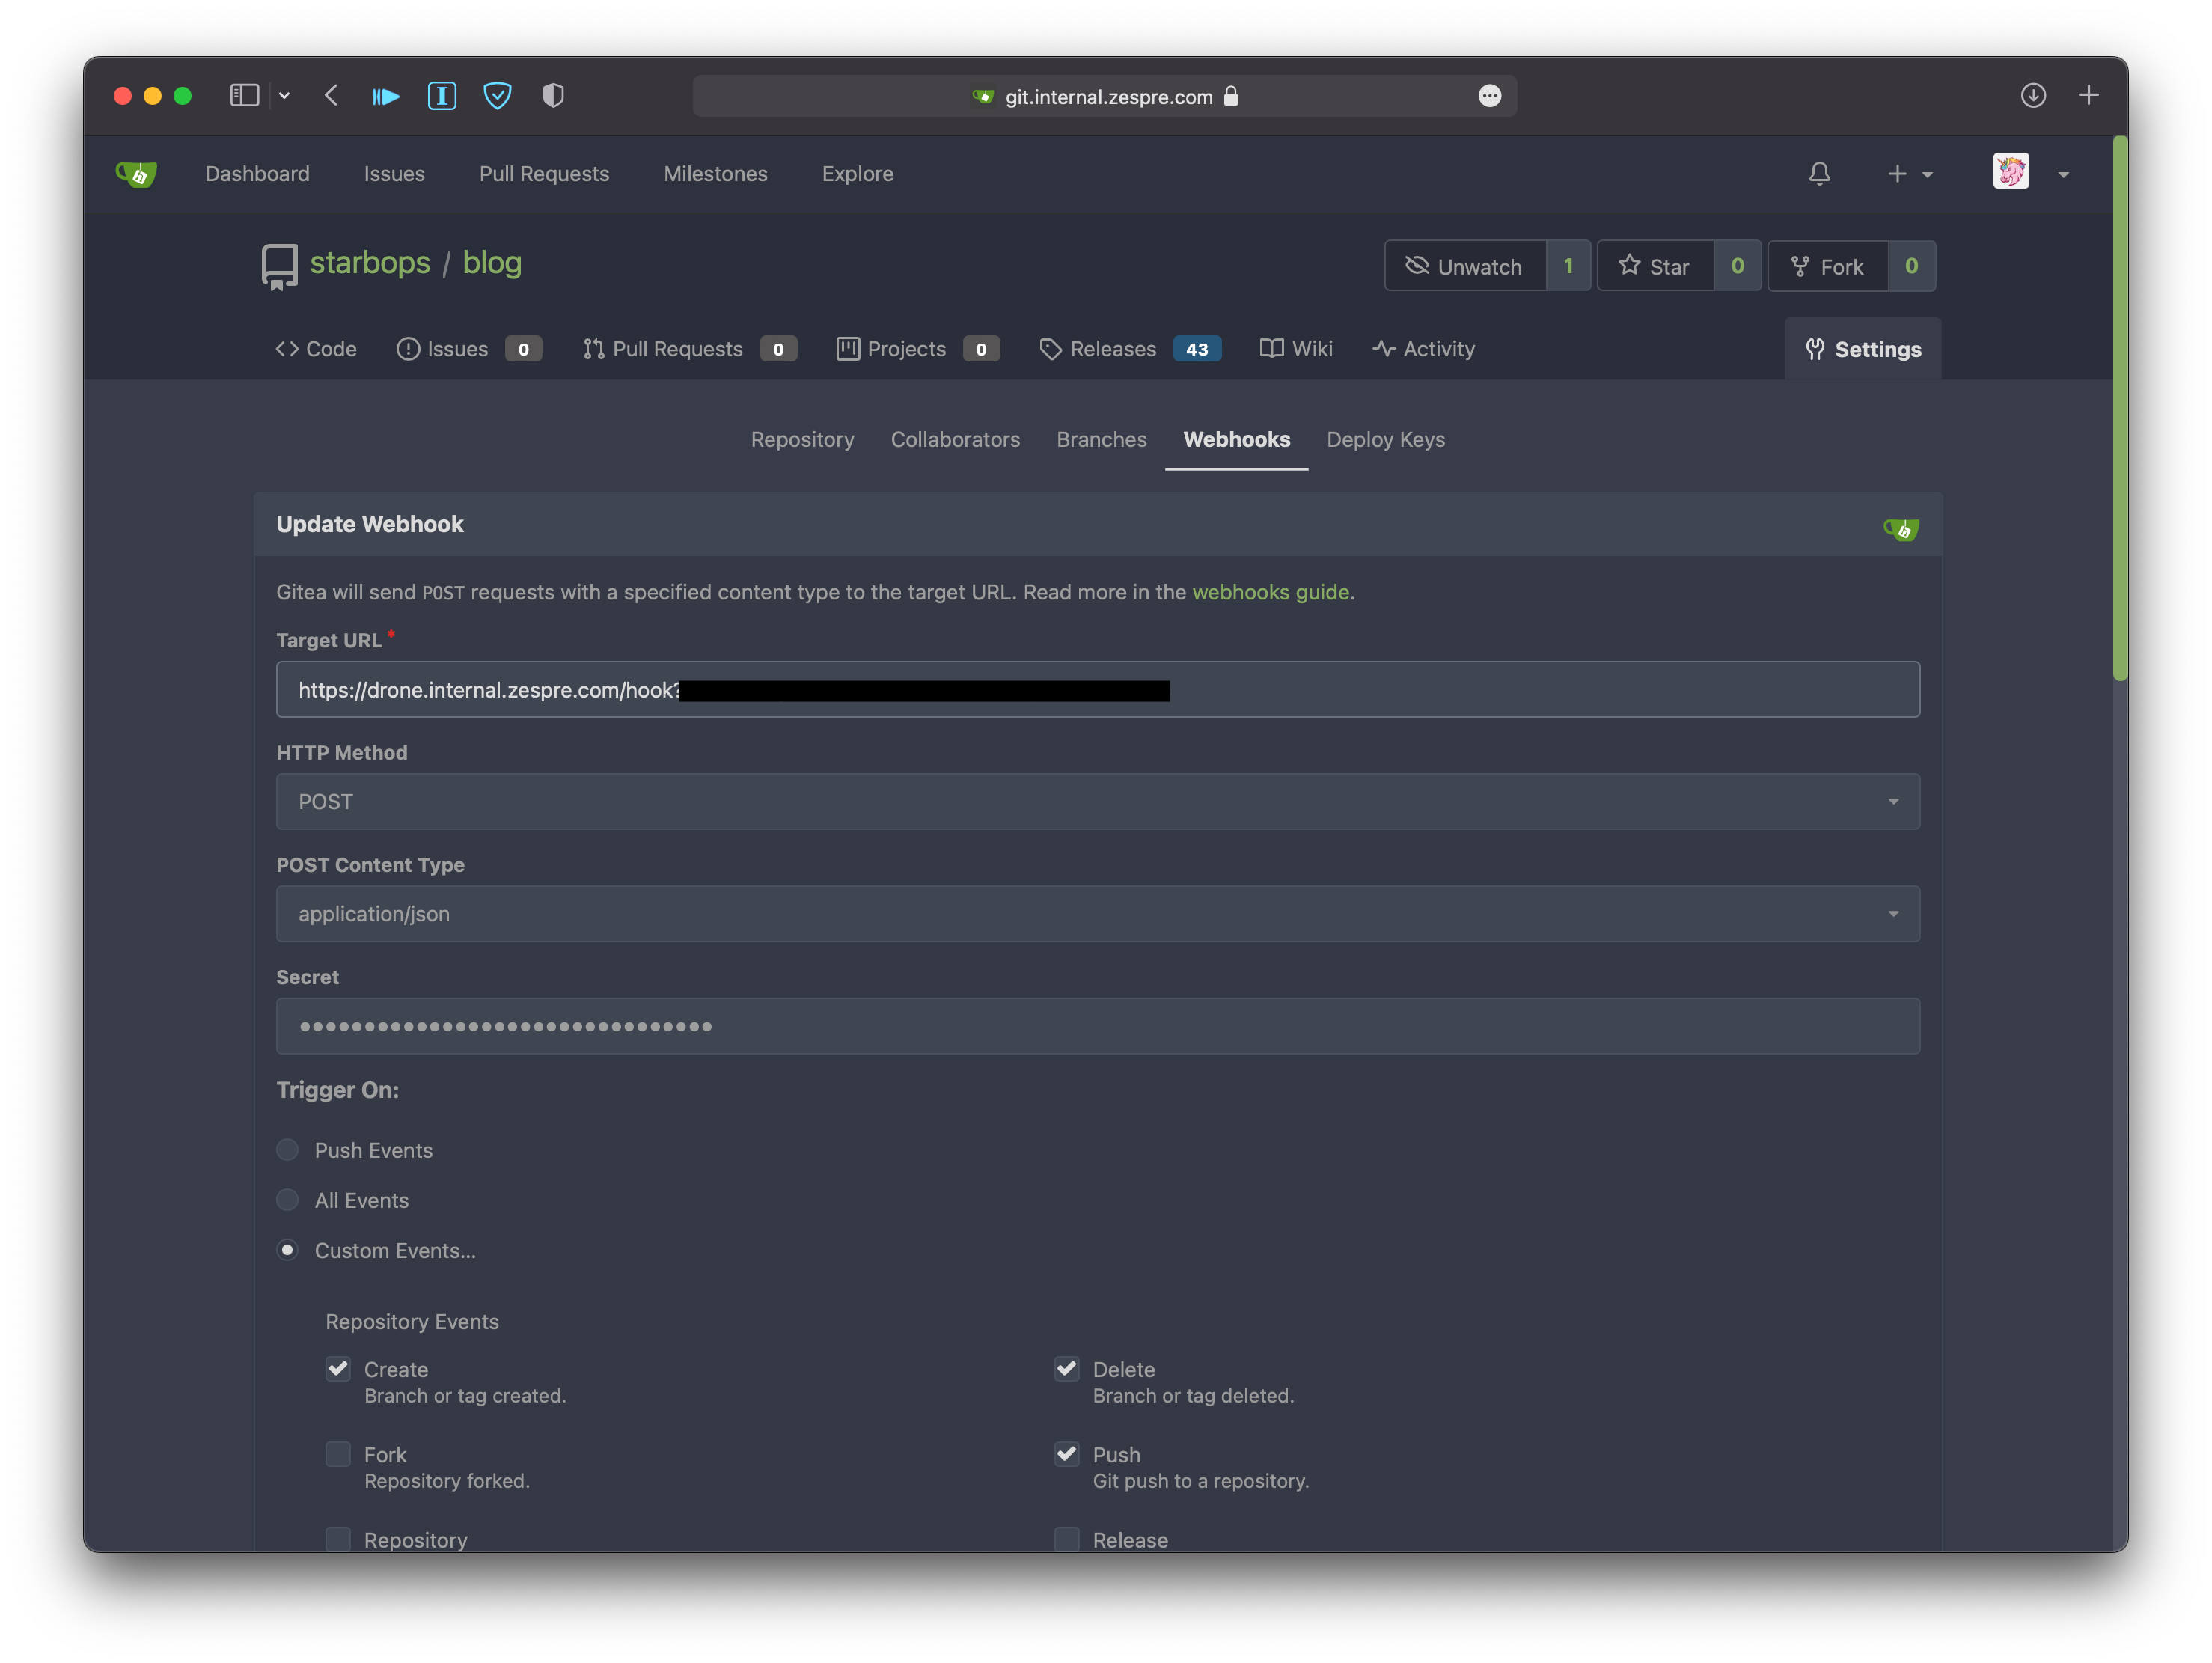 git.internal.zespre.com
Dashboard Issues Pull Requests Milestones Explore
starbops / blog
Unwatch 1 Star 0 Fork 0
Code Issues 0 Pull Requests 0 Projects 0 Releases 43 Wiki Activity Settings
Repository Collaborators Branches Webhooks Deploy Keys
Update Webhook
Gitea will send POST requests with a specified content type to the target URL. Read more in the webhooks guide.
Target URL *
https://drone.internal.zespre.com/hook?
HTTP Method
POST
POST Content Type
application/json
Secret
Trigger On:
Push Events
All Events
Custom Events...
Repository Events
Create Delete
Branch or tag created. Branch or tag deleted.
Fork Push
Repository forked. Git push to a repository.
Repository Release